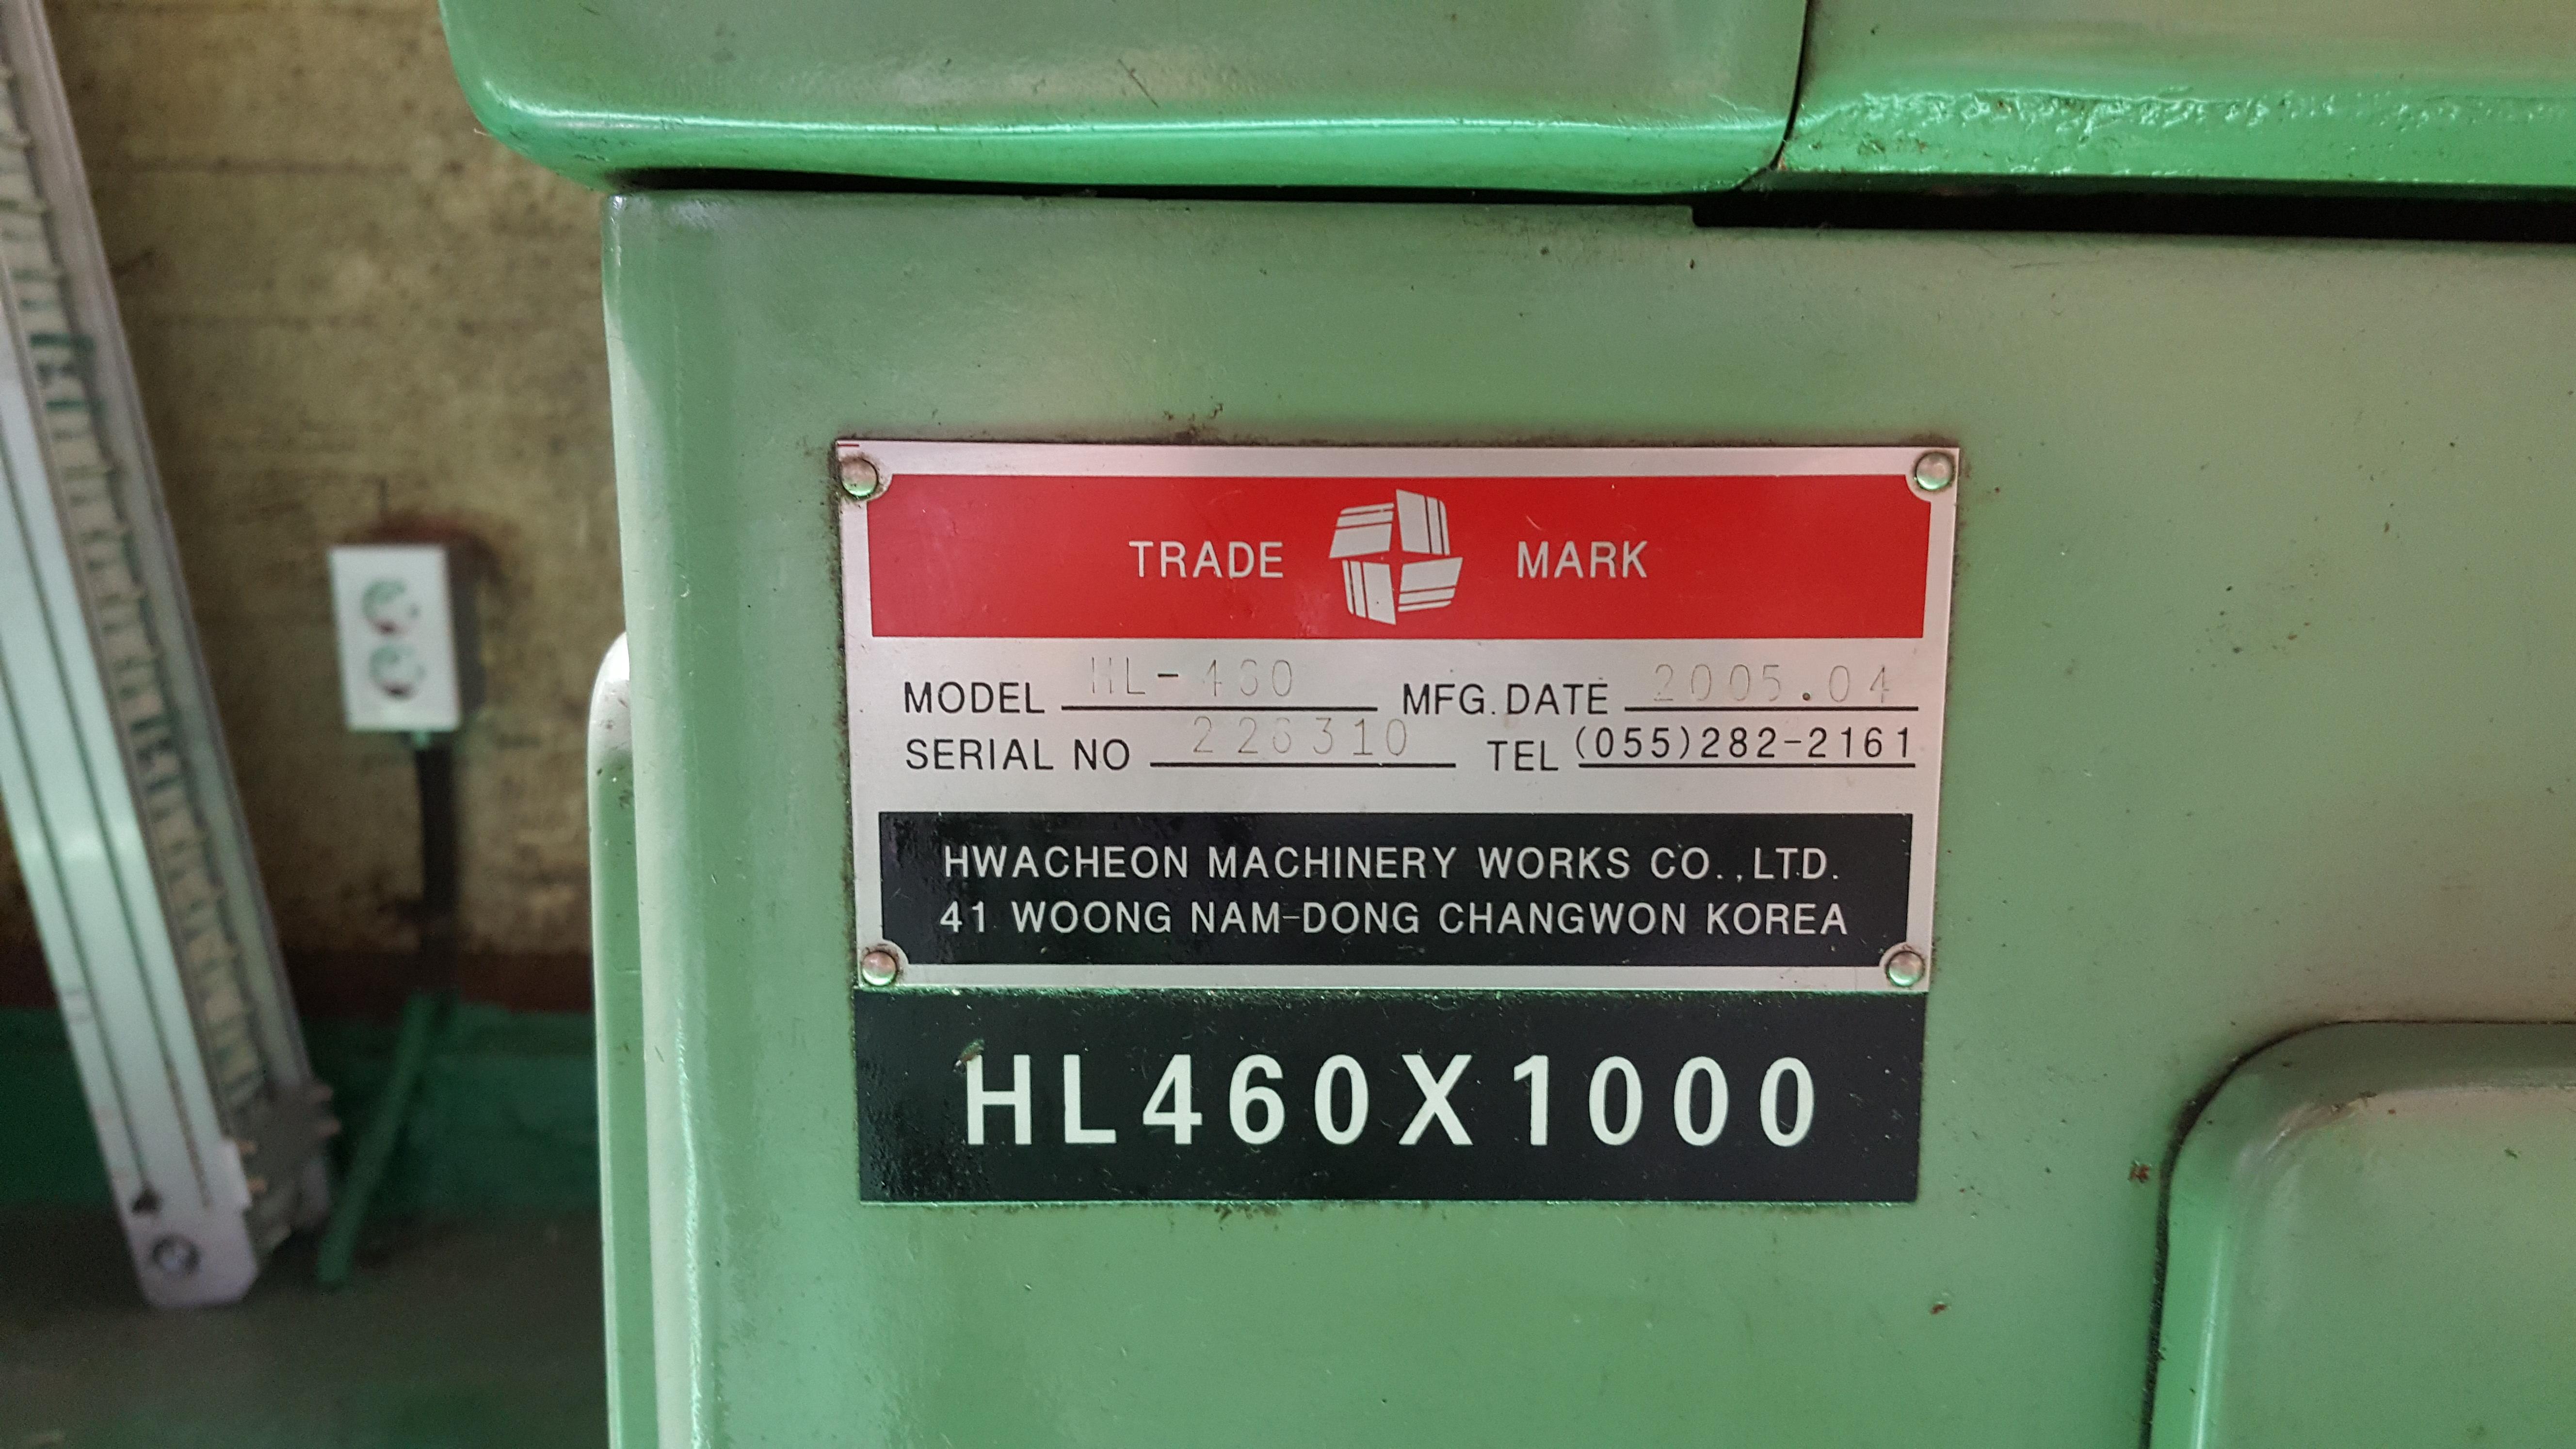 TRADE MARK
MODEL HL-460 MFG.DATE 2005.04
SERIAL NO 226310 TEL (055)282-2161
HWACHEON MACHINERY WORKS CO.,LTD.
41 WOONG NAM-DONG CHANGWON KOREA
HL460X1000